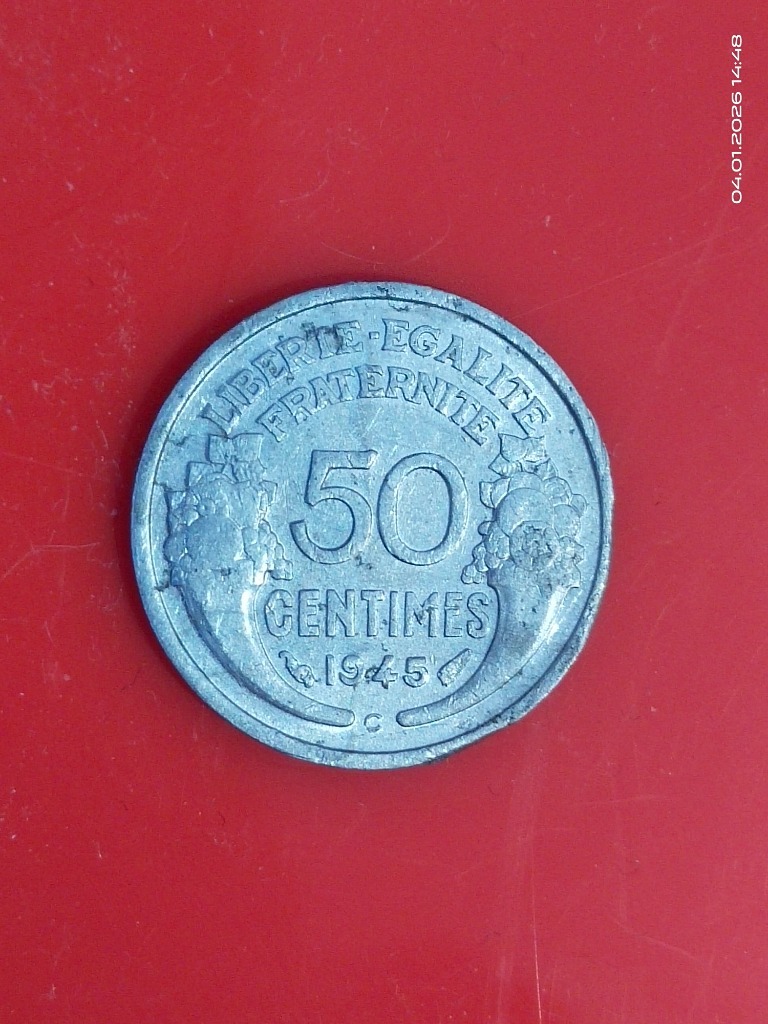 LIBERTE-EGALITE
FRATERNITE
50
CENTIMES
1945
C
04.01.2026 14:48